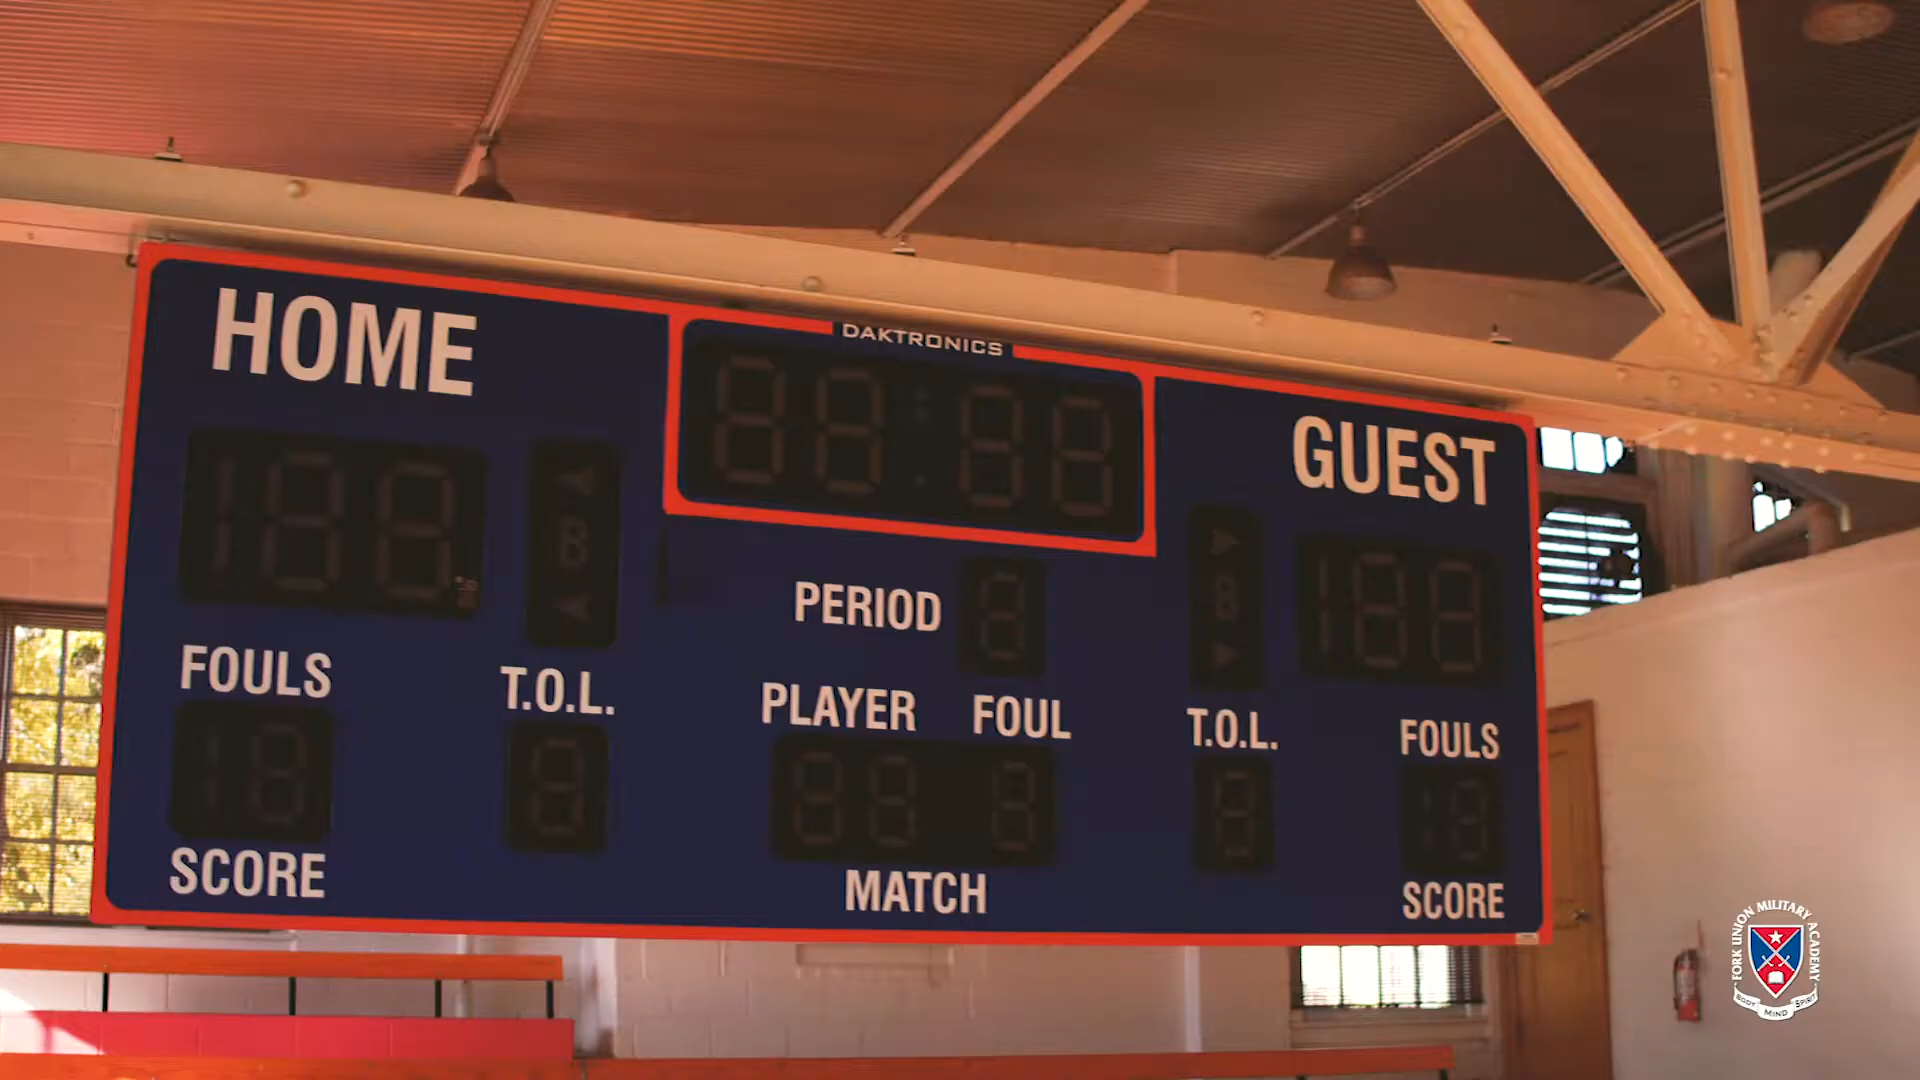 DAKTRONICS
HOME
GUEST
B
B
PERIOD
FOULS
T.O.L.
PLAYER FOUL
T.O.L.
FOULS
SCORE
MATCH
SCORE
FORK UNION MILITARY ACADEMY
BODY MIND SPIRIT